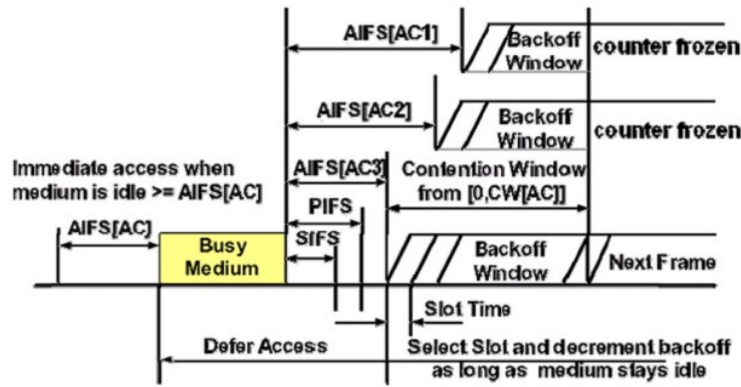 AIFS[AC1]
Backoff
Window
counter frozen
AIFS[AC2]
Backoff
Window
counter frozen
Immediate access when
medium is idle >= AIFS[AC]
AIFS[AC3]
Contention Window
from [0,CW[AC]]
AIFS[AC]
PIFS
SIFS
Busy
Medium
Backoff
Window
Next Frame
Slot Time
Defer Access
Select Slot and decrement backoff
as long as medium stays idle